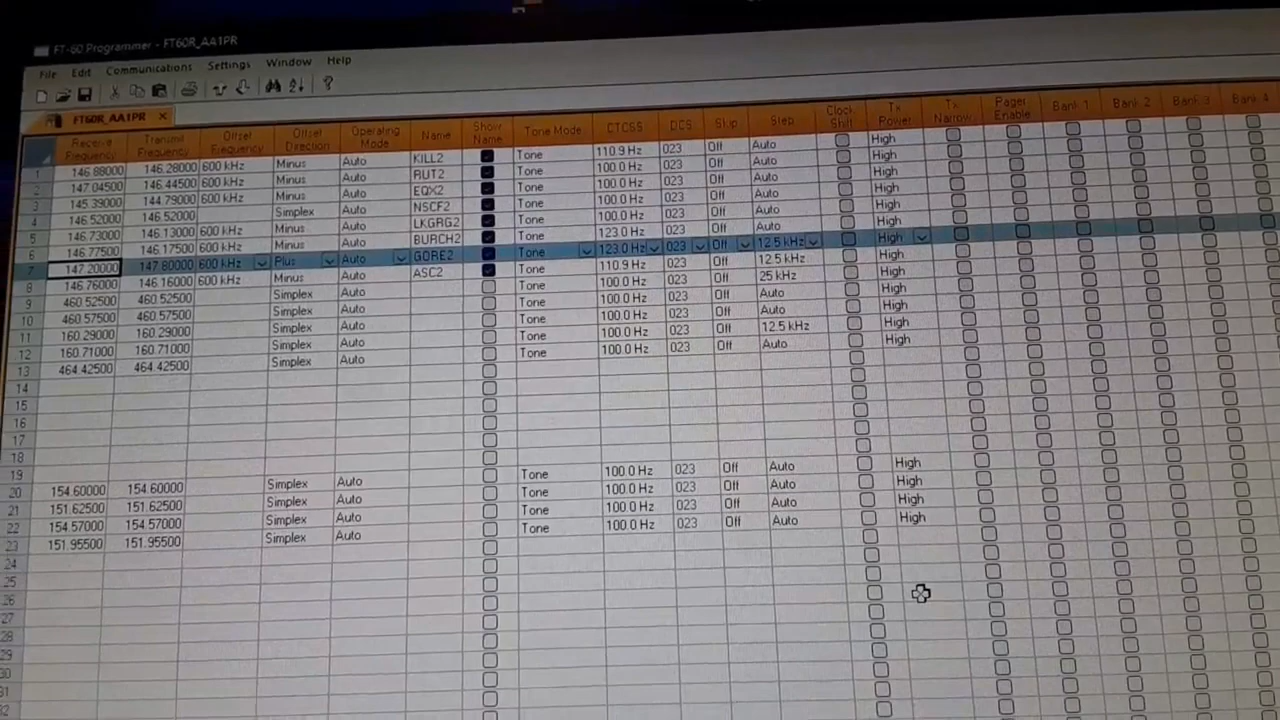 FT-60 Programmer - FT60R_AA1PR
File Edit Communications Settings Window Help
FT60R_AA1PR
Receive Frequency Transmit Frequency Offset Frequency Offset Direction Operating Mode Name Show Name Tone Mode CTCSS DCS Skip Step Clock Shift Tx Power Tx Narrow Pager Enable Bank 1 Bank 2 Bank 3 Bank 4
1 146.88000 146.28000 600 kHz Minus Auto KILL2 Tone 110.9 Hz 023 Off Auto High
2 147.04500 146.44500 600 kHz Minus Auto RUT2 Tone 100.0 Hz 023 Off Auto High
3 145.39000 144.79000 600 kHz Minus Auto EQX2 Tone 100.0 Hz 023 Off Auto High
4 146.52000 146.52000 Simplex Auto NSCF2 Tone 100.0 Hz 023 Off Auto High
5 146.73000 146.13000 600 kHz Minus Auto LKGRG2 Tone 100.0 Hz 023 Off Auto High
6 146.77500 146.17500 600 kHz Minus Auto BURCH2 Tone 123.0 Hz 023 Off Auto High
7 147.20000 147.80000 600 kHz Plus Auto GORE2 Tone 123.0 Hz 023 Off 12.5 kHz High
8 146.76000 146.16000 600 kHz Minus Auto ASC2 Tone 110.9 Hz 023 Off 12.5 kHz High
9 460.52500 460.52500 Simplex Auto Tone 100.0 Hz 023 Off 25 kHz High
10 460.57500 460.57500 Simplex Auto Tone 100.0 Hz 023 Off Auto High
11 160.29000 160.29000 Simplex Auto Tone 100.0 Hz 023 Off Auto High
12 160.71000 160.71000 Simplex Auto Tone 100.0 Hz 023 Off 12.5 kHz High
13 464.42500 464.42500 Simplex Auto Tone 100.0 Hz 023 Off Auto High
14
15
16
17
18
19
20 154.60000 154.60000 Simplex Auto Tone 100.0 Hz 023 Off Auto High
21 151.62500 151.62500 Simplex Auto Tone 100.0 Hz 023 Off Auto High
22 154.57000 154.57000 Simplex Auto Tone 100.0 Hz 023 Off Auto High
23 151.95500 151.95500 Simplex Auto Tone 100.0 Hz 023 Off Auto High
24
25
26
27
28
29
30
31
32